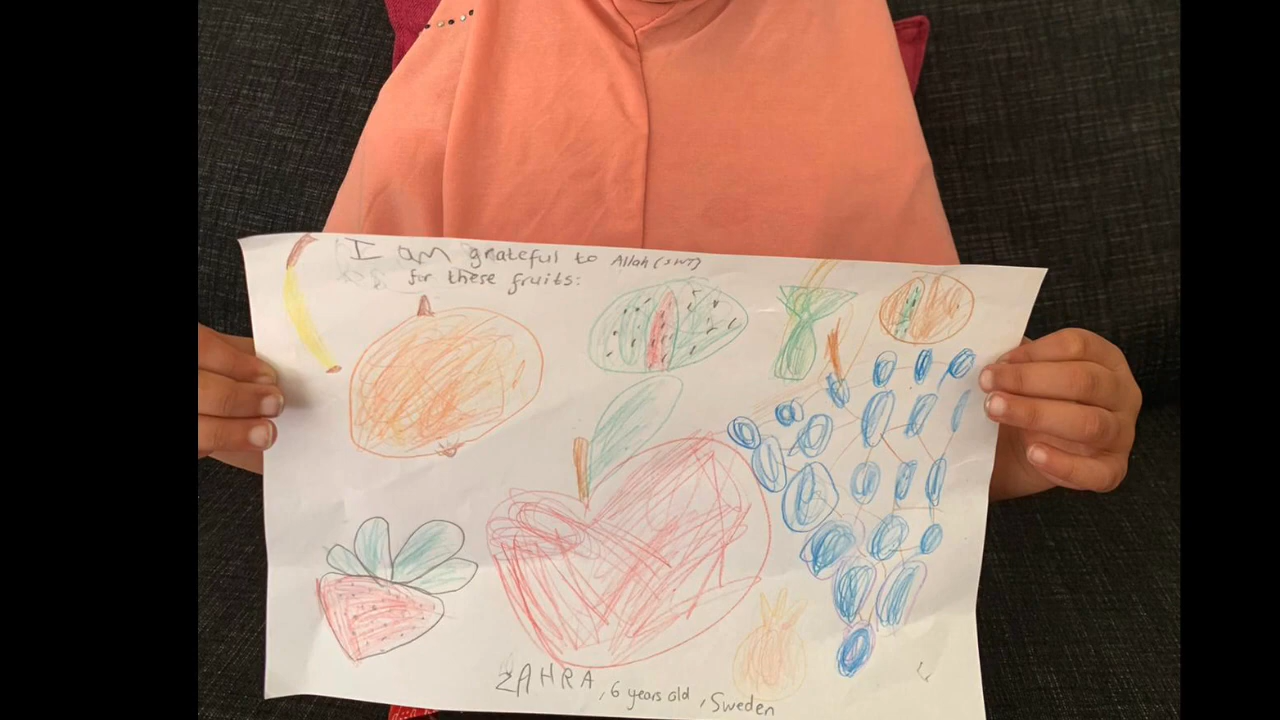 I am grateful to Allah (SWT)
for these fruits:
ZAHRA, 6 years old, Sweden